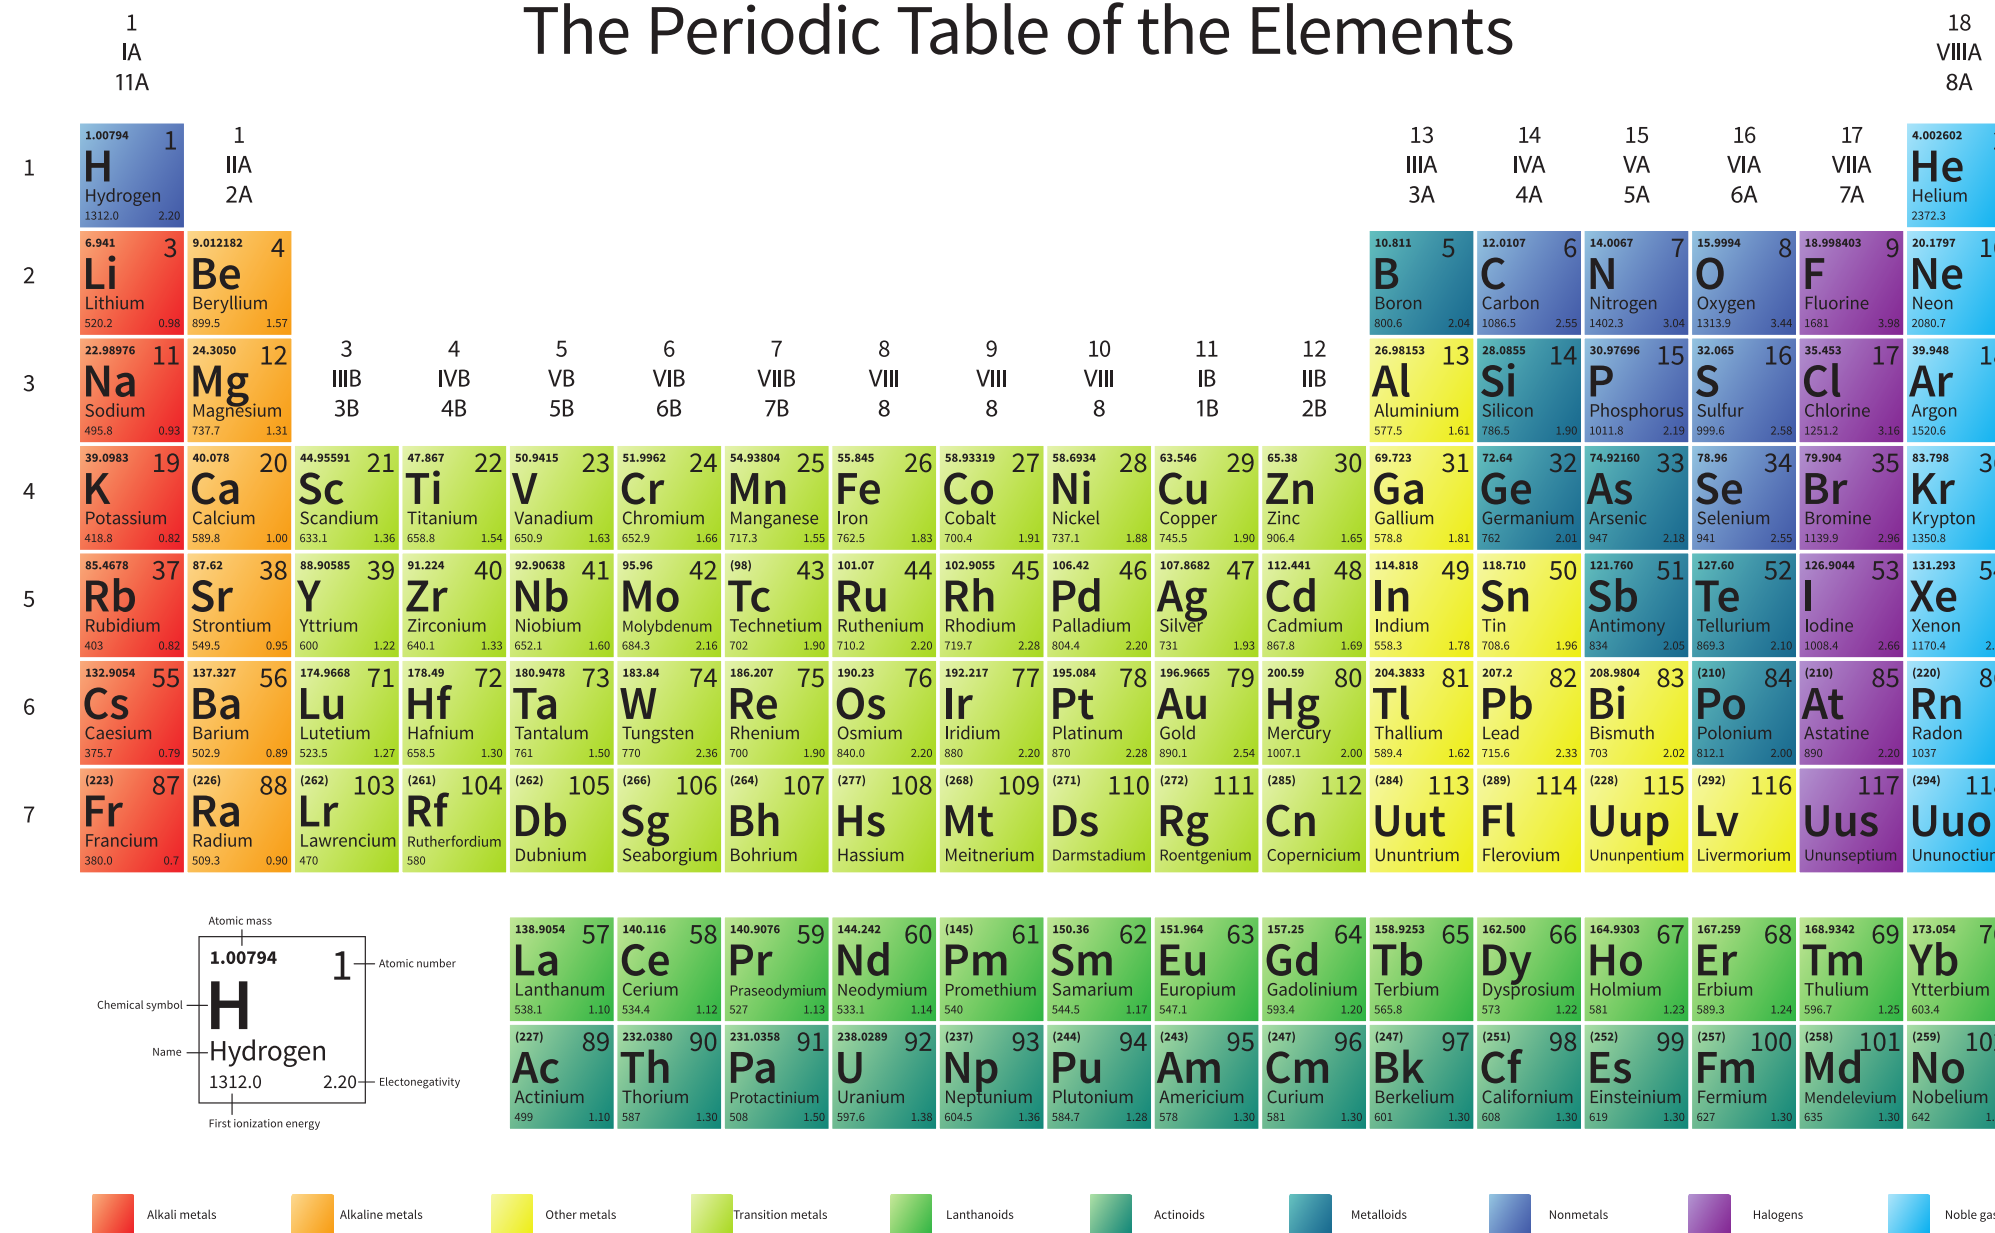 The Periodic Table of the Elements
1 18
IA VIIIA
11A 8A
1 13 14 15 16 17
IIA IIIA IVA VA VIA VIIA
2A 3A 4A 5A 6A 7A
1
1.00794 1 4.002602
H He
Hydrogen Helium
1312.0 2.20 2372.3
2
6.941 3 9.012182 4 10.811 5 12.0107 6 14.0067 7 15.9994 8 18.998403 9 20.1797
Li Be B C N O F Ne
Lithium Beryllium Boron Carbon Nitrogen Oxygen Fluorine Neon
520.2 0.98 899.5 1.57 800.6 2.04 1086.5 2.55 1402.3 3.04 1313.9 3.44 1681 3.98 2080.7
3 4 5 6 7 8 9 10 11 12
IIIB IVB VB VIB VIIB VIII VIII VIII IB IIB
3B 4B 5B 6B 7B 8 8 8 1B 2B
3
22.98976 11 24.3050 12 26.98153 13 28.0855 14 30.97696 15 32.065 16 35.453 17 39.948
Na Mg Al Si P S Cl Ar
Sodium Magnesium Aluminium Silicon Phosphorus Sulfur Chlorine Argon
495.8 0.93 737.7 1.31 577.5 1.61 786.5 1.90 1011.8 2.19 999.6 2.58 1251.2 3.16 1520.6
4
39.0983 19 40.078 20 44.95591 21 47.867 22 50.9415 23 51.9962 24 54.93804 25 55.845 26 58.93319 27 58.6934 28 63.546 29 65.38 30 69.723 31 72.64 32 74.92160 33 78.96 34 79.904 35 83.798
K Ca Sc Ti V Cr Mn Fe Co Ni Cu Zn Ga Ge As Se Br Kr
Potassium Calcium Scandium Titanium Vanadium Chromium Manganese Iron Cobalt Nickel Copper Zinc Gallium Germanium Arsenic Selenium Bromine Krypton
418.8 0.82 589.8 1.00 633.1 1.36 658.8 1.54 650.9 1.63 652.9 1.66 717.3 1.55 762.5 1.83 700.4 1.91 737.1 1.88 745.5 1.90 906.4 1.65 578.8 1.81 762 2.01 947 2.18 941 2.55 1139.9 2.96 1350.8
5
85.4678 37 87.62 38 88.90585 39 91.224 40 92.90638 41 95.96 42 (98) 43 101.07 44 102.9055 45 106.42 46 107.8682 47 112.441 48 114.818 49 118.710 50 121.760 51 127.60 52 126.9044 53 131.293
Rb Sr Y Zr Nb Mo Tc Ru Rh Pd Ag Cd In Sn Sb Te I Xe
Rubidium Strontium Yttrium Zirconium Niobium Molybdenum Technetium Ruthenium Rhodium Palladium Silver Cadmium Indium Tin Antimony Tellurium Iodine Xenon
403 0.82 549.5 0.95 600 1.22 640.1 1.33 652.1 1.60 684.3 2.16 702 1.90 710.2 2.20 719.7 2.28 804.4 2.20 731 1.93 867.8 1.69 558.3 1.78 708.6 1.96 834 2.05 869.3 2.10 1008.4 2.66 1170.4
6
132.9054 55 137.327 56 174.9668 71 178.49 72 180.9478 73 183.84 74 186.207 75 190.23 76 192.217 77 195.084 78 196.9665 79 200.59 80 204.3833 81 207.2 82 208.9804 83 (210) 84 (210) 85 (220)
Cs Ba Lu Hf Ta W Re Os Ir Pt Au Hg Tl Pb Bi Po At Rn
Caesium Barium Lutetium Hafnium Tantalum Tungsten Rhenium Osmium Iridium Platinum Gold Mercury Thallium Lead Bismuth Polonium Astatine Radon
375.7 0.79 502.9 0.89 523.5 1.27 658.5 1.30 761 1.50 770 2.36 700 1.90 840.0 2.20 880 2.20 870 2.28 890.1 2.54 1007.1 2.00 589.4 1.62 715.6 2.33 703 2.02 812.1 2.00 890 2.20 1037
7
(223) 87 (226) 88 (262) 103 (261) 104 (262) 105 (266) 106 (264) 107 (277) 108 (268) 109 (271) 110 (272) 111 (285) 112 (284) 113 (289) 114 (228) 115 (292) 116 117 (294)
Fr Ra Lr Rf Db Sg Bh Hs Mt Ds Rg Cn Uut Fl Uup Lv Uus Uuo
Francium Radium Lawrencium Rutherfordium Dubnium Seaborgium Bohrium Hassium Meitnerium Darmstadium Roentgenium Copernicium Ununtrium Flerovium Ununpentium Livermorium Ununseptium
380.0 0.7 509.3 0.90 470 580
Atomic mass
1.00794 1 Atomic number
Chemical symbol H
Name Hydrogen
1312.0 2.20 Electonegativity
First ionization energy
138.9054 57 140.116 58 140.9076 59 144.242 60 (145) 61 150.36 62 151.964 63 157.25 64 158.9253 65 162.500 66 164.9303 67 167.259 68 168.9342 69 173.054
La Ce Pr Nd Pm Sm Eu Gd Tb Dy Ho Er Tm Yb
Lanthanum Cerium Praseodymium Neodymium Promethium Samarium Europium Gadolinium Terbium Dysprosium Holmium Erbium Thulium Ytterbium
538.1 1.10 534.4 1.12 527 1.13 533.1 1.14 540 544.5 1.17 547.1 593.4 1.20 565.8 573 1.22 581 1.23 589.3 1.24 596.7 1.25 603.4
(227) 89 232.0380 90 231.0358 91 238.0289 92 (237) 93 (244) 94 (243) 95 (247) 96 (247) 97 (251) 98 (252) 99 (257) 100 (258) 101 (259)
Ac Th Pa U Np Pu Am Cm Bk Cf Es Fm Md No
Actinium Thorium Protactinium Uranium Neptunium Plutonium Americium Curium Berkelium Californium Einsteinium Fermium Mendelevium Nobelium
499 1.10 587 1.30 508 1.50 597.6 1.38 604.5 1.36 584.7 1.28 578 1.30 581 1.30 601 1.30 608 1.30 619 1.30 627 1.30 635 1.30 642
Alkali metals Alkaline metals Other metals Transition metals Lanthanoids Actinoids Metalloids Nonmetals Halogens Noble